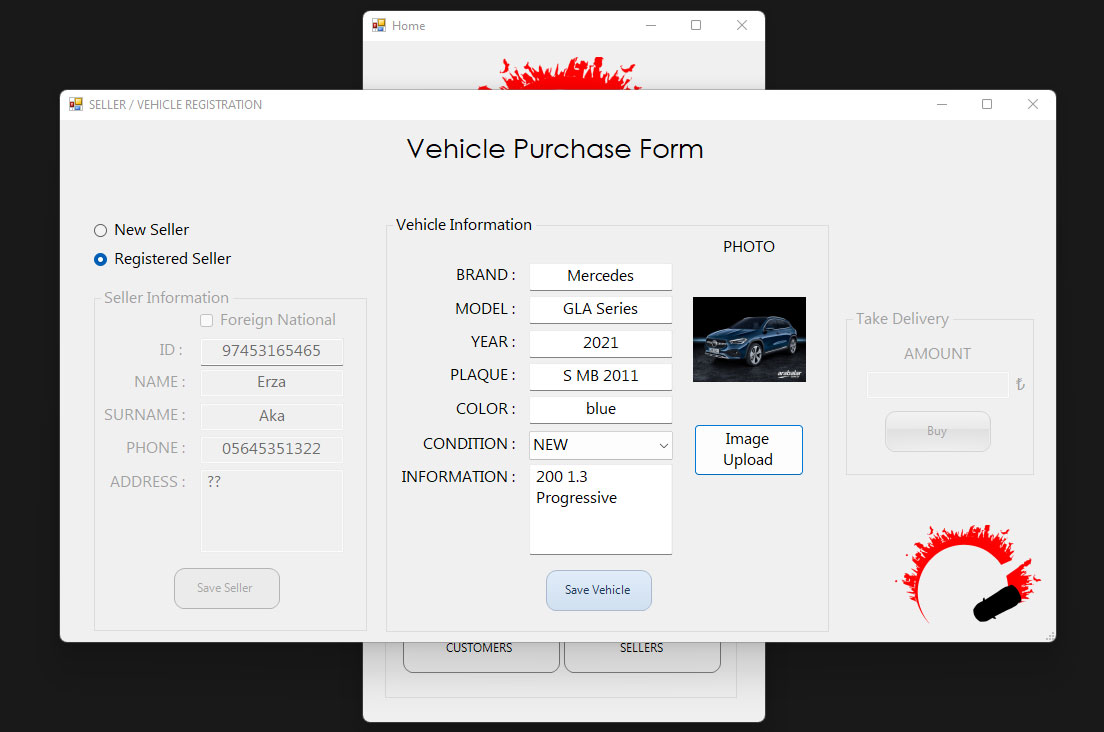 Home
SELLER / VEHICLE REGISTRATION
Vehicle Purchase Form
New Seller
Registered Seller
Seller Information
Foreign National
ID : 97453165465
NAME : Erza
SURNAME : Aka
PHONE : 05645351322
ADDRESS : ??
Save Seller
Vehicle Information
BRAND : Mercedes
MODEL : GLA Series
YEAR : 2021
PLAQUE : S MB 2011
COLOR : blue
CONDITION : NEW
INFORMATION : 200 1.3
Progressive
Save Vehicle
PHOTO
arabalar
Image
Upload
Take Delivery
AMOUNT
₺
Buy
CUSTOMERS
SELLERS